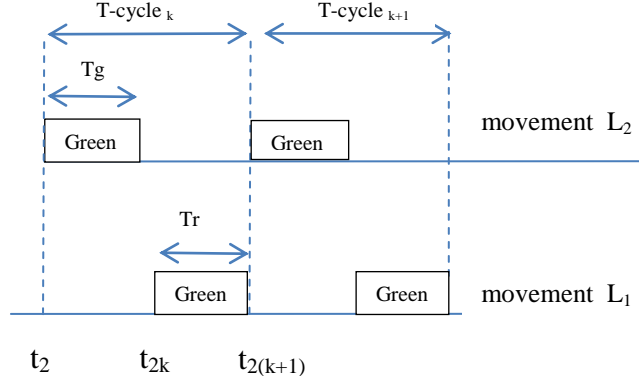 T-cycle k T-cycle k+1
Tg
Green Green movement L2
Tr
Green Green movement L1
t2 t2k t2(k+1)